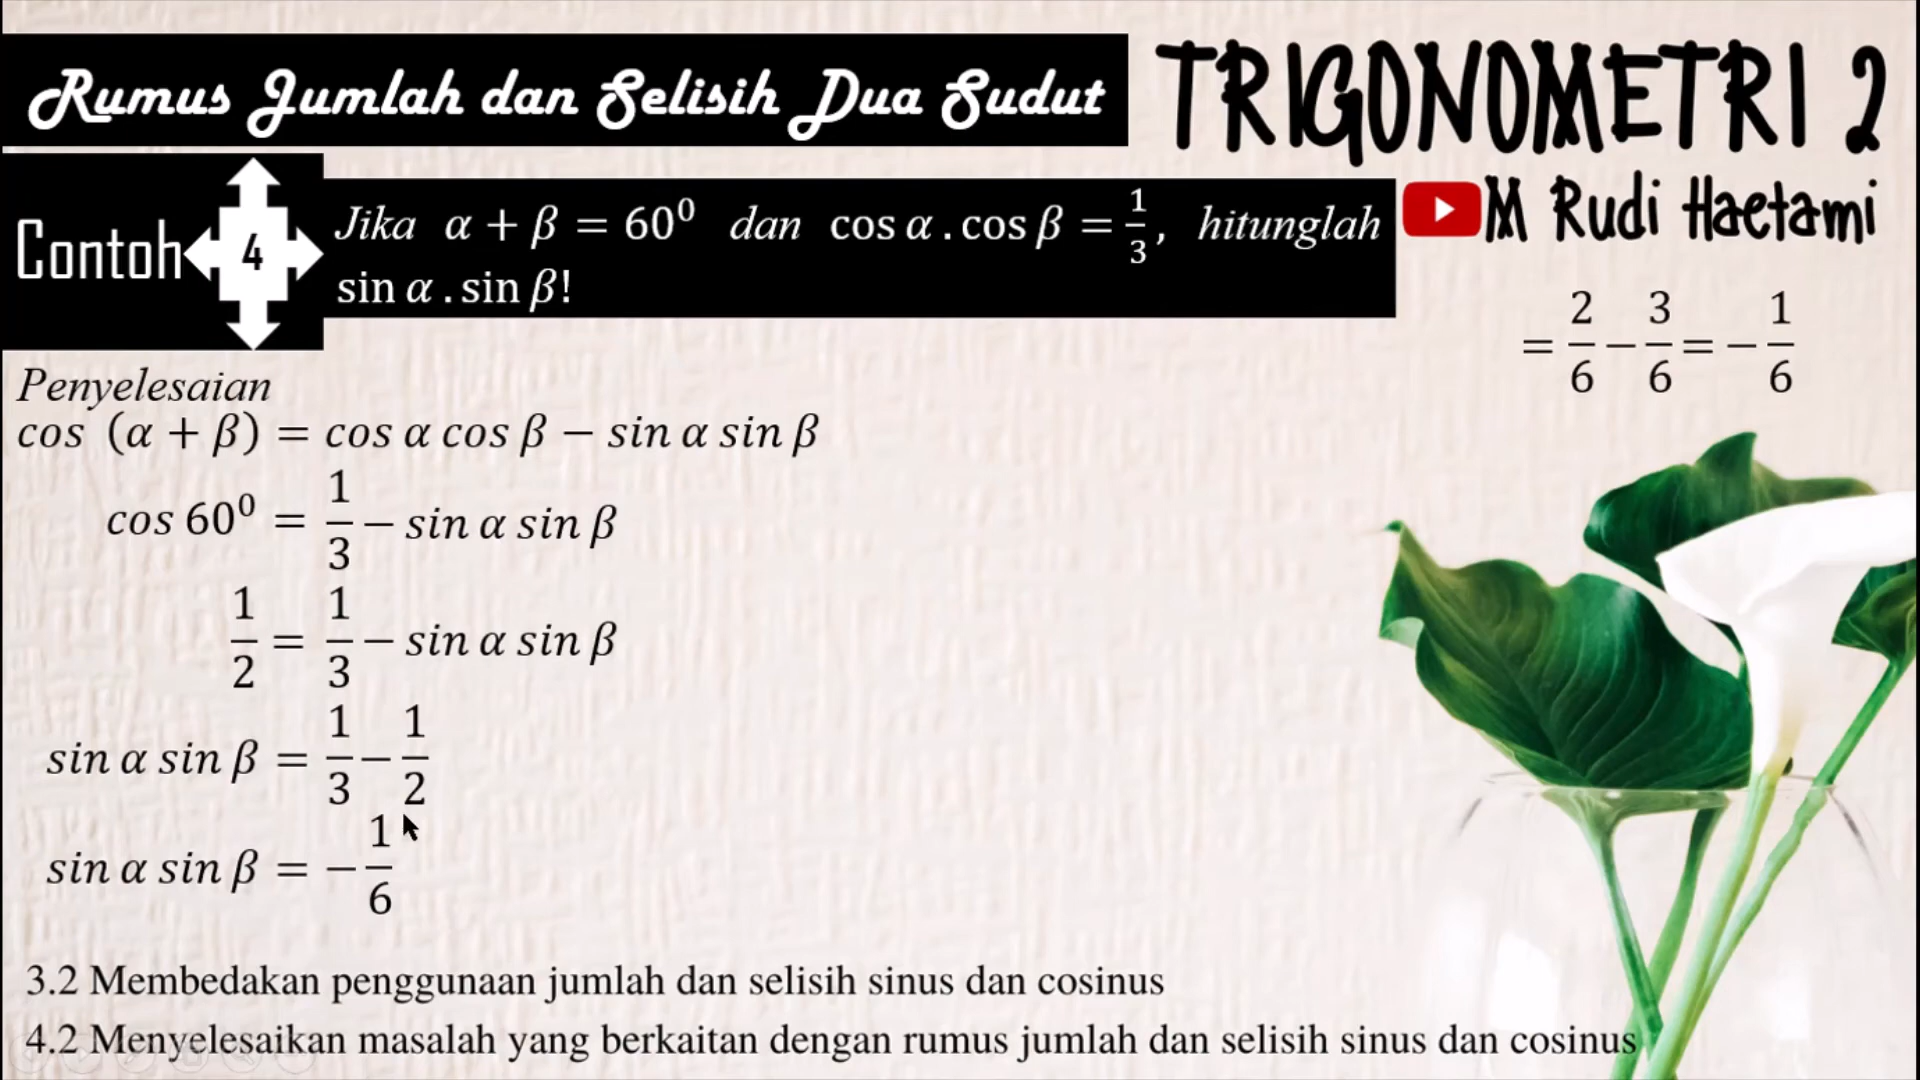 Rumus Jumlah dan Selisih Dua Sudut
TRIGONOMETRI 2
M Rudi Haetami
Contoh 4
Jika α + β = 60⁰ dan cos α . cos β = 1/3, hitunglah
sin α . sin β!
= 2/6 − 3/6 = − 1/6
Penyelesaian
cos (α + β) = cos α cos β − sin α sin β
cos 60⁰ = 1/3 − sin α sin β
1/2 = 1/3 − sin α sin β
sin α sin β = 1/3 − 1/2
sin α sin β = − 1/6
3.2 Membedakan penggunaan jumlah dan selisih sinus dan cosinus
4.2 Menyelesaikan masalah yang berkaitan dengan rumus jumlah dan selisih sinus dan cosinus